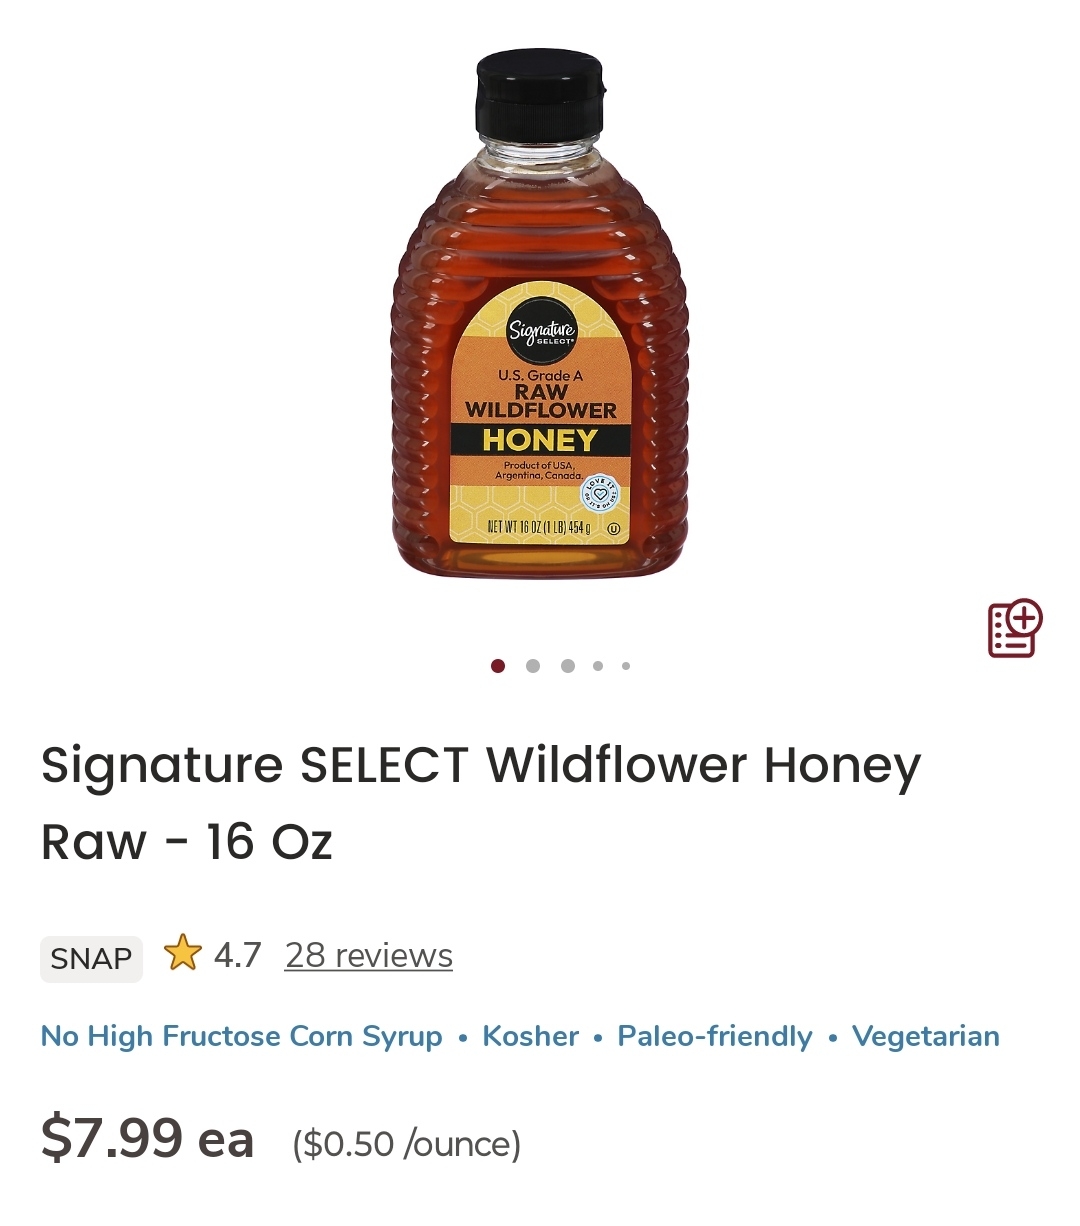 Signature
SELECT®
U.S. Grade A
RAW
WILDFLOWER
HONEY
Product of USA,
Argentina, Canada.
LOVE IT
OR IT'S ON US!
NET WT 16 OZ (1 LB) 454 g
U
Signature SELECT Wildflower Honey
Raw - 16 Oz
SNAP 4.7 28 reviews
No High Fructose Corn Syrup • Kosher • Paleo-friendly • Vegetarian
$7.99 ea ($0.50 /ounce)